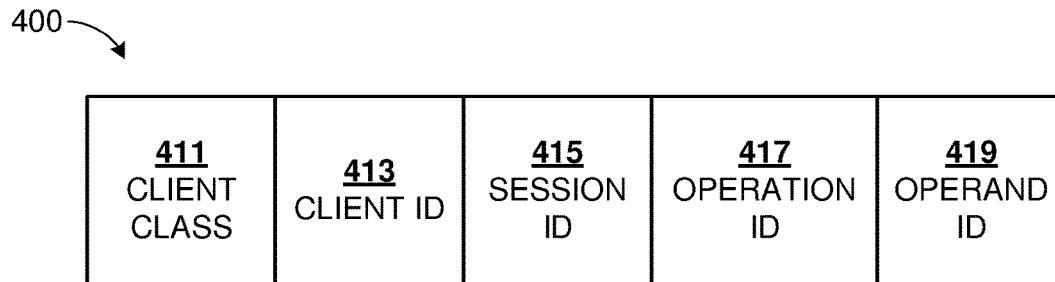 400
411
CLIENT
CLASS
413
CLIENT ID
415
SESSION
ID
417
OPERATION
ID
419
OPERAND
ID